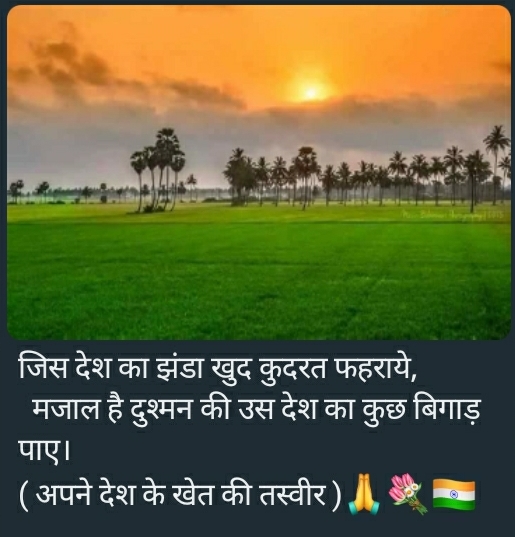 जिस देश का झंडा खुद कुदरत फहराये,
मजाल है दुश्मन की उस देश का कुछ बिगाड़
पाए।
( अपने देश के खेत की तस्वीर )🙏💐🇮🇳